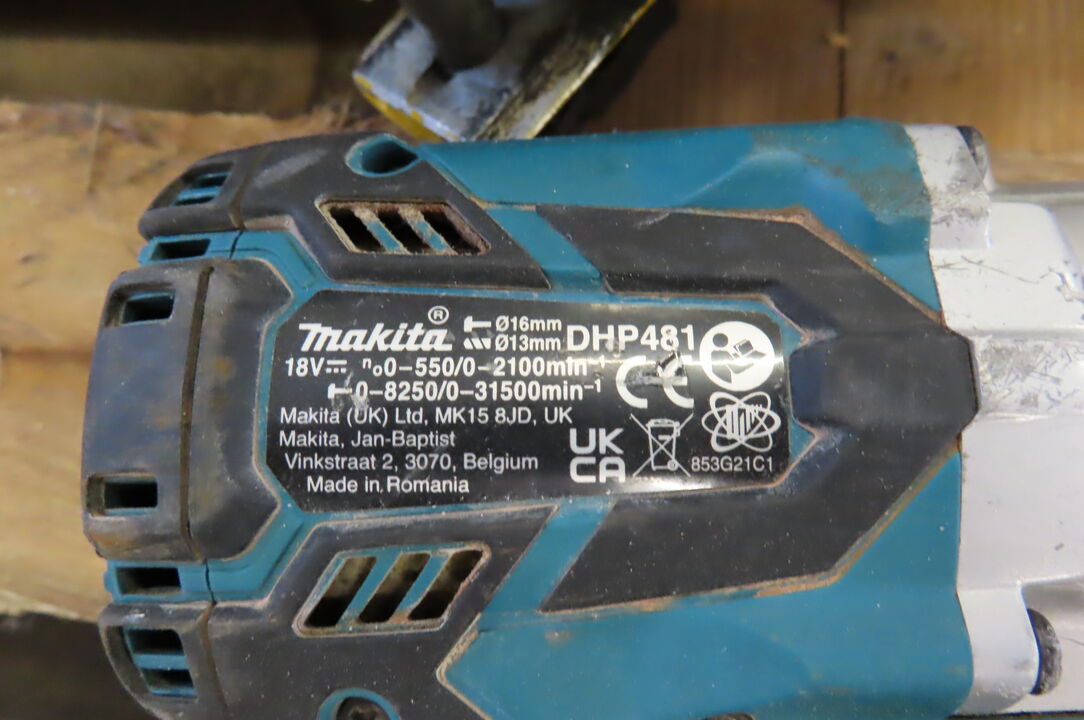 makita® Ø16mm DHP481
Ø13mm
18V⎓ n₀0-550/0-2100min⁻¹
0-8250/0-31500min⁻¹
Makita (UK) Ltd, MK15 8JD, UK
Makita, Jan-Baptist
Vinkstraat 2, 3070, Belgium
Made in Romania
CE
UK
CA
853G21C1